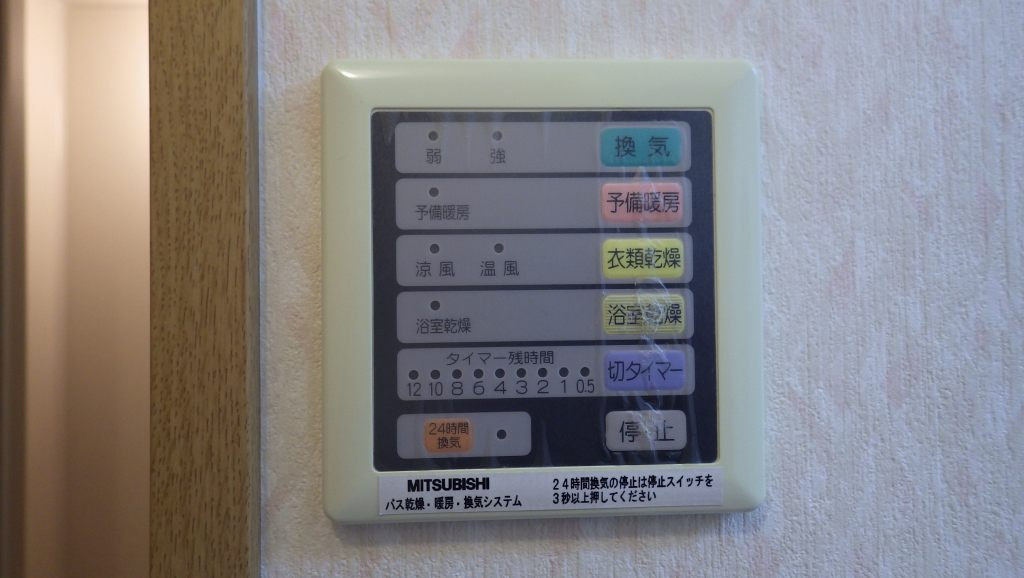 弱 強 換気
予備暖房 予備暖房
涼風 温風 衣類乾燥
浴室乾燥 浴室乾燥
タイマー残時間
12 10 8 6 4 3 2 1 0.5 切タイマー
24時間
換気
停止
MITSUBISHI
バス乾燥・暖房・換気システム
24時間換気の停止は停止スイッチを
3秒以上押してください